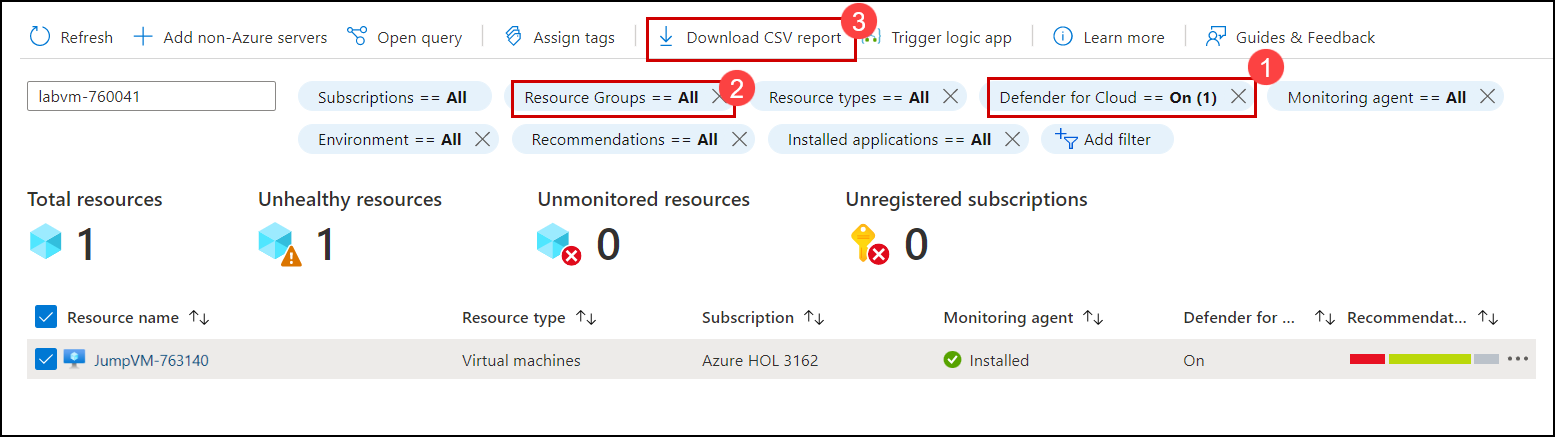 3
Refresh Add non-Azure servers Open query Assign tags Download CSV report Trigger logic app Learn more Guides & Feedback
1
2
labvm-760041 Subscriptions == All Resource Groups == All Resource types == All Defender for Cloud == On (1) Monitoring agent == All
Environment == All Recommendations == All Installed applications == All Add filter
Total resources Unhealthy resources Unmonitored resources Unregistered subscriptions
1 1 0 0
Resource name Resource type Subscription Monitoring agent Defender for ... Recommendat...
JumpVM-763140 Virtual machines Azure HOL 3162 Installed On ...